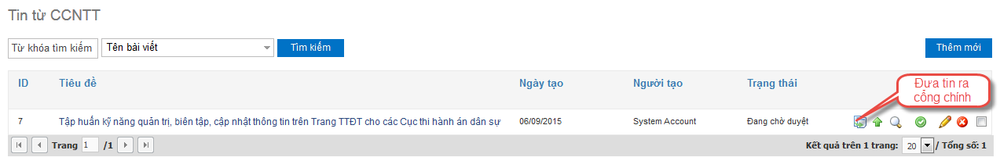 Tin từ CCNTT
Từ khóa tìm kiếm Tên bài viết Tìm kiếm Thêm mới
ID Tiêu đề Ngày tạo Người tạo Trạng thái
Đưa tin ra
cổng chính
7 Tập huấn kỹ năng quản trị, biên tập, cập nhật thông tin trên Trang TTĐT cho các Cục thi hành án dân sự 06/09/2015 System Account Đang chờ duyệt
Trang 1 /1 Kết quả trên 1 trang: 20 / Tổng số: 1